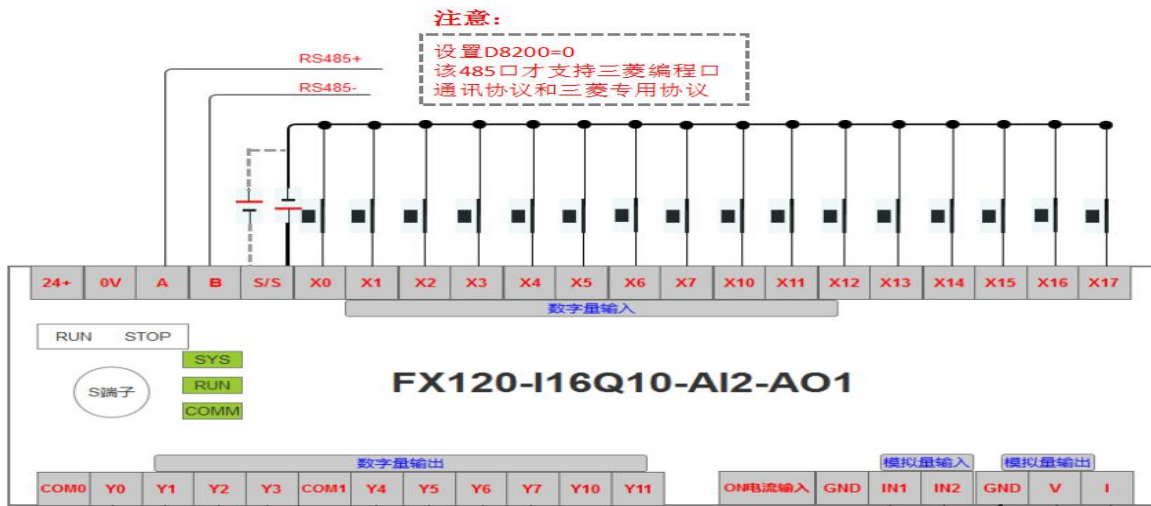 注意:
设置D8200=0
该485口才支持三菱编程口
通讯协议和三菱专用协议
RS485+
RS485-
24+ 0V A B S/S X0 X1 X2 X3 X4 X5 X6 X7 X10 X11 X12 X13 X14 X15 X16 X17
数字量输入
RUN STOP
SYS
S端子
RUN
COMM
FX120-I16Q10-AI2-AO1
数字量输出
模拟量输入 模拟量输出
COM0 Y0 Y1 Y2 Y3 COM1 Y4 Y5 Y6 Y7 Y10 Y11 ON电流输入 GND IN1 IN2 GND V I